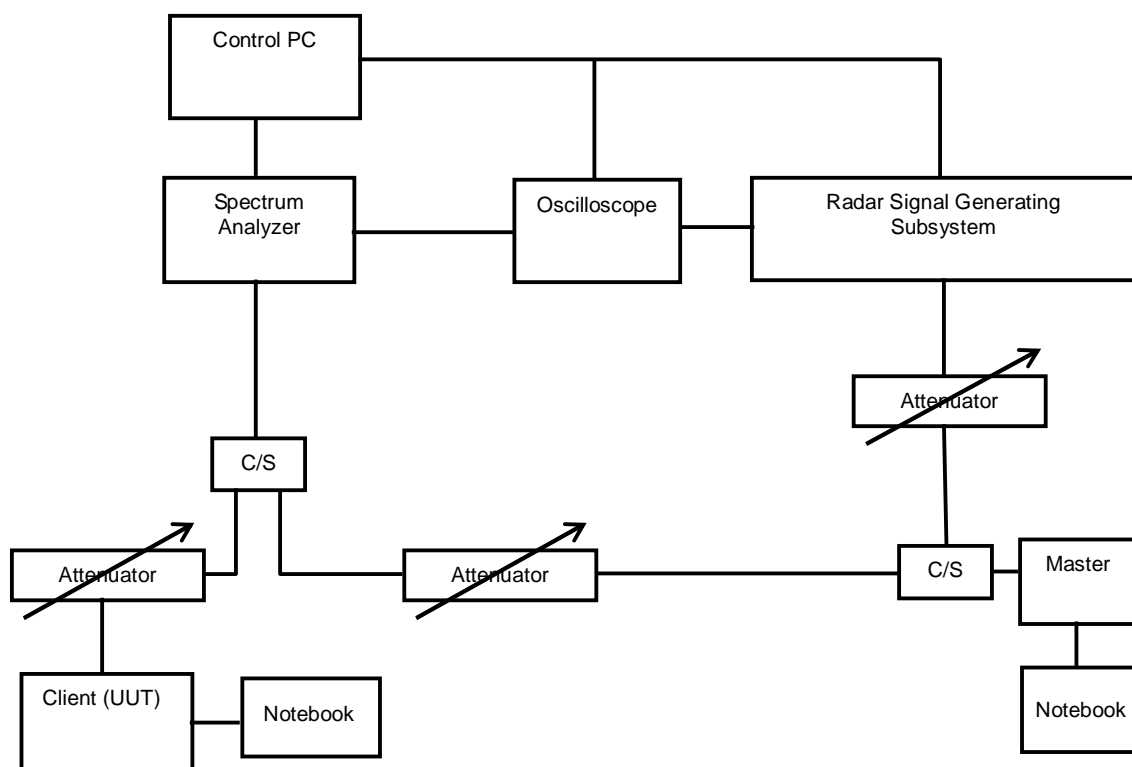 Control PC
Spectrum
Analyzer
Oscilloscope
Radar Signal Generating
Subsystem
Attenuator
C/S
Attenuator
Attenuator
C/S
Master
Client (UUT)
Notebook
Notebook